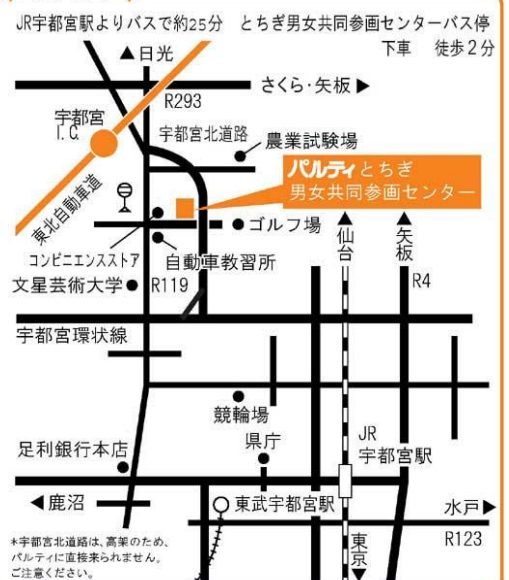 JR宇都宮駅よりバスで約25分　とちぎ男女共同参画センターバス停
下車　徒歩2分
▲日光
さくら・矢板▶
R293
宇都宮
I.C.
宇都宮北道路
農業試験場
パルティとちぎ
男女共同参画センター
東北自動車道
ゴルフ場
▲仙台
▲矢板
コンビニエンスストア
自動車教習所
文星芸術大学
R119
R4
宇都宮環状線
競輪場
足利銀行本店
県庁
JR
宇都宮駅
◀鹿沼
東武宇都宮駅
水戸▶
R123
東京▼
*宇都宮北道路は、高架のため、
パルティに直接来られません。
ご注意ください。